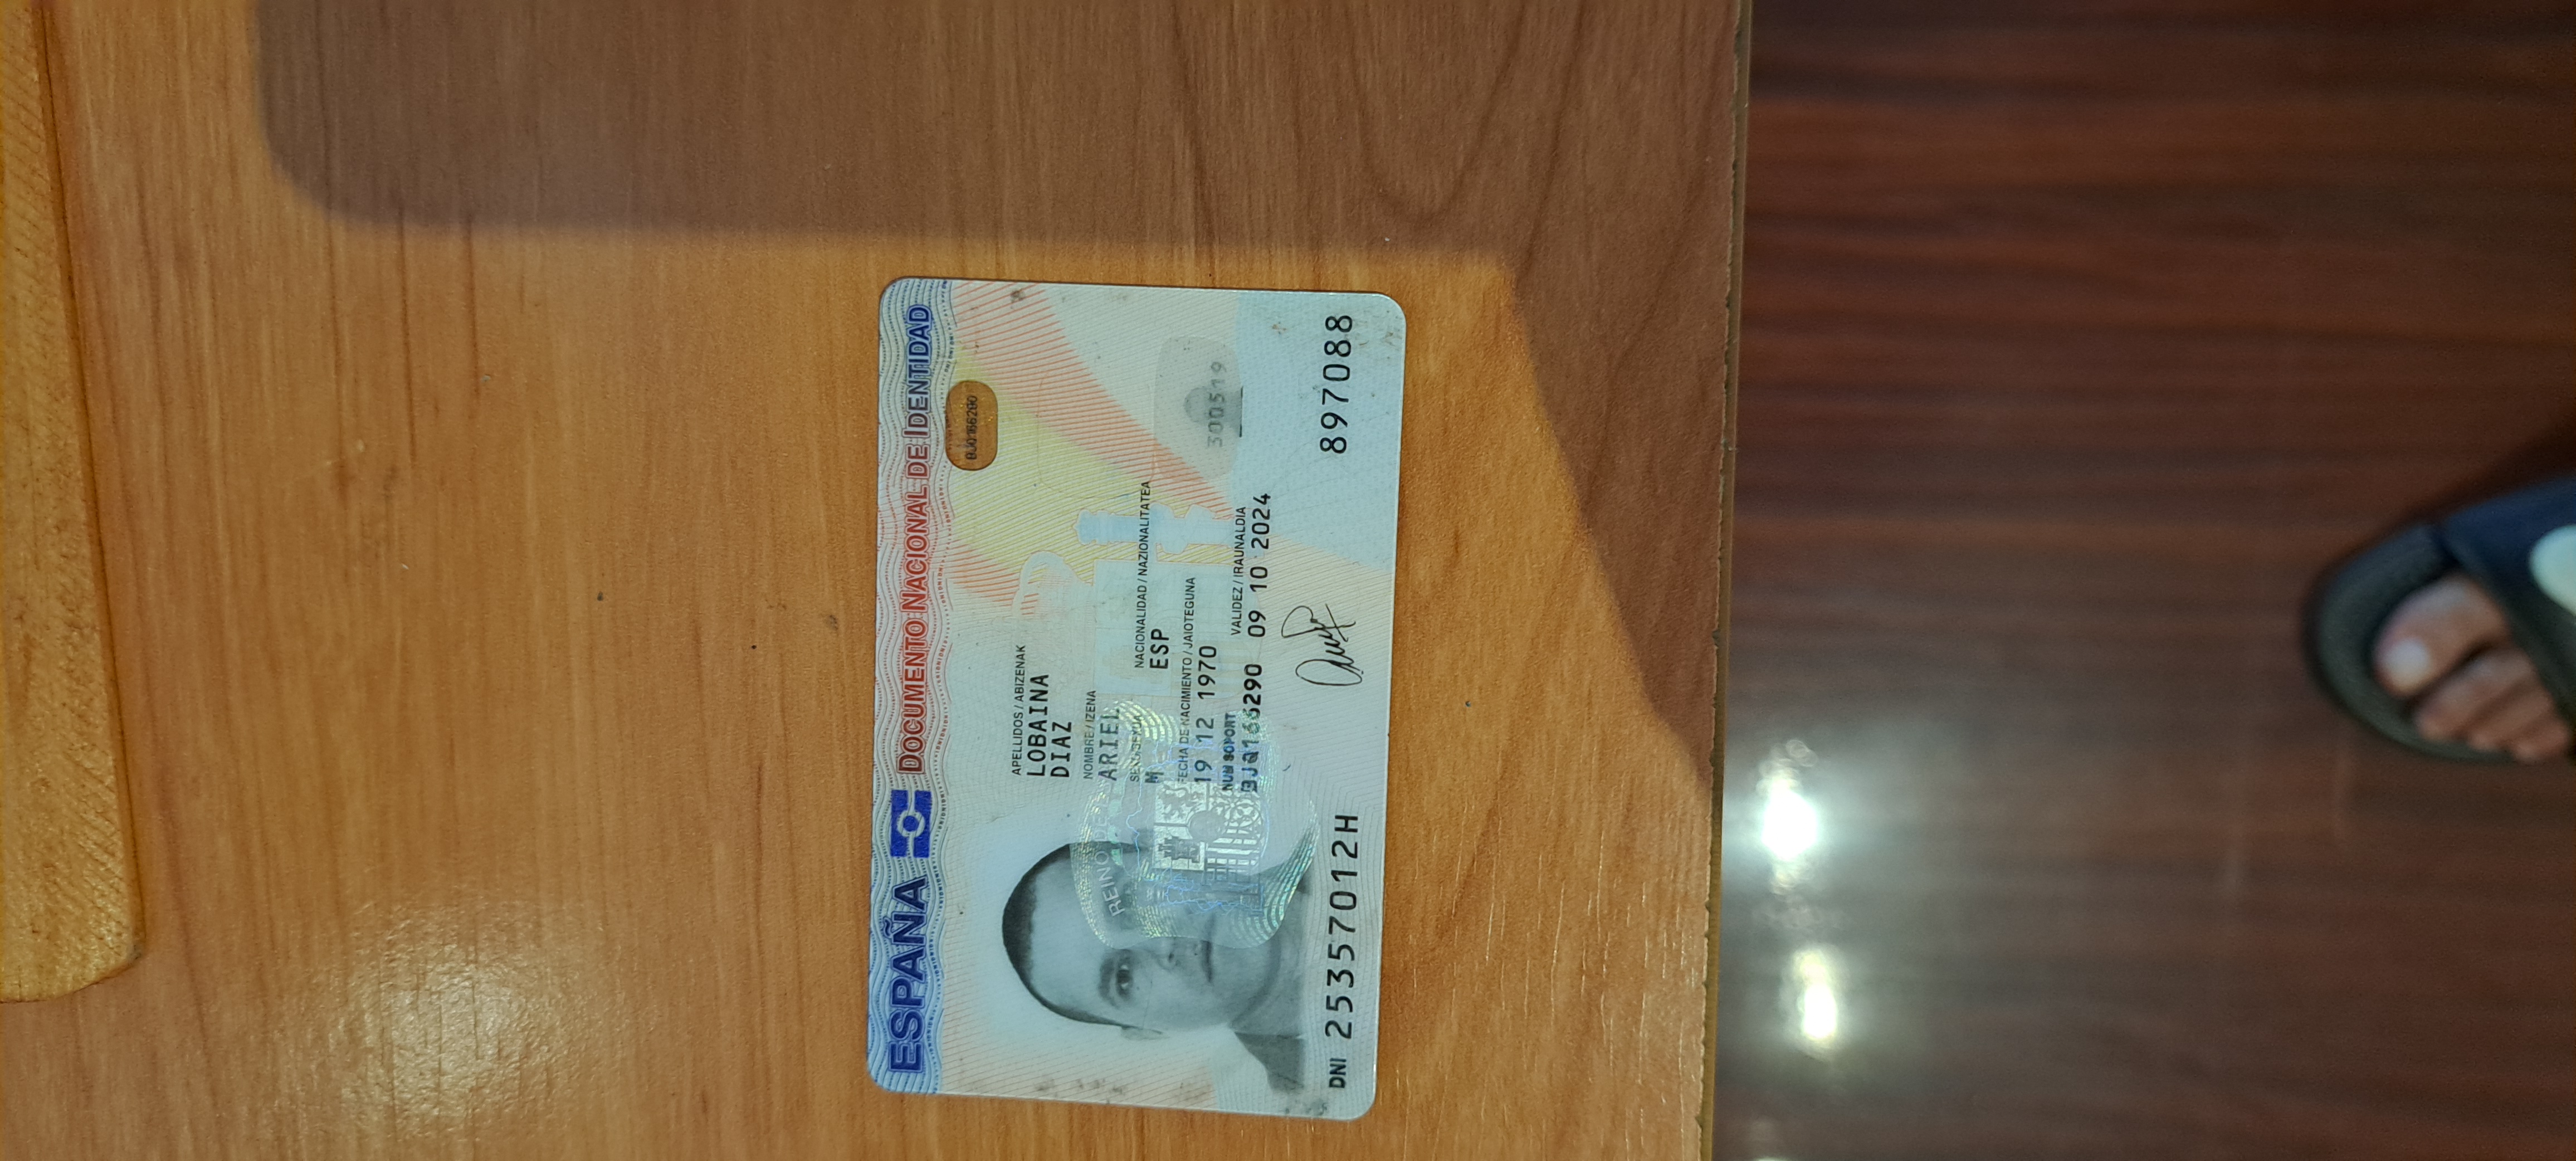 ESPAÑA DOCUMENTO NACIONAL DE IDENTIDAD
BJQ166290
APELLIDOS / ABIZENAK
LOBAINA
DIAZ
NOMBRE / IZENA
ARIEL
REINO DE
SEXO/SEXUA NACIONALIDAD / NAZIONALITATEA
M ESP
FECHA DE NACIMIENTO / JAIOTEGUNA
19 12 1970
300519
NUM SOPORT VALIDEZ / IRAUNALDIA
BJQ166290 09 10 2024
DNI 25357012H 897088